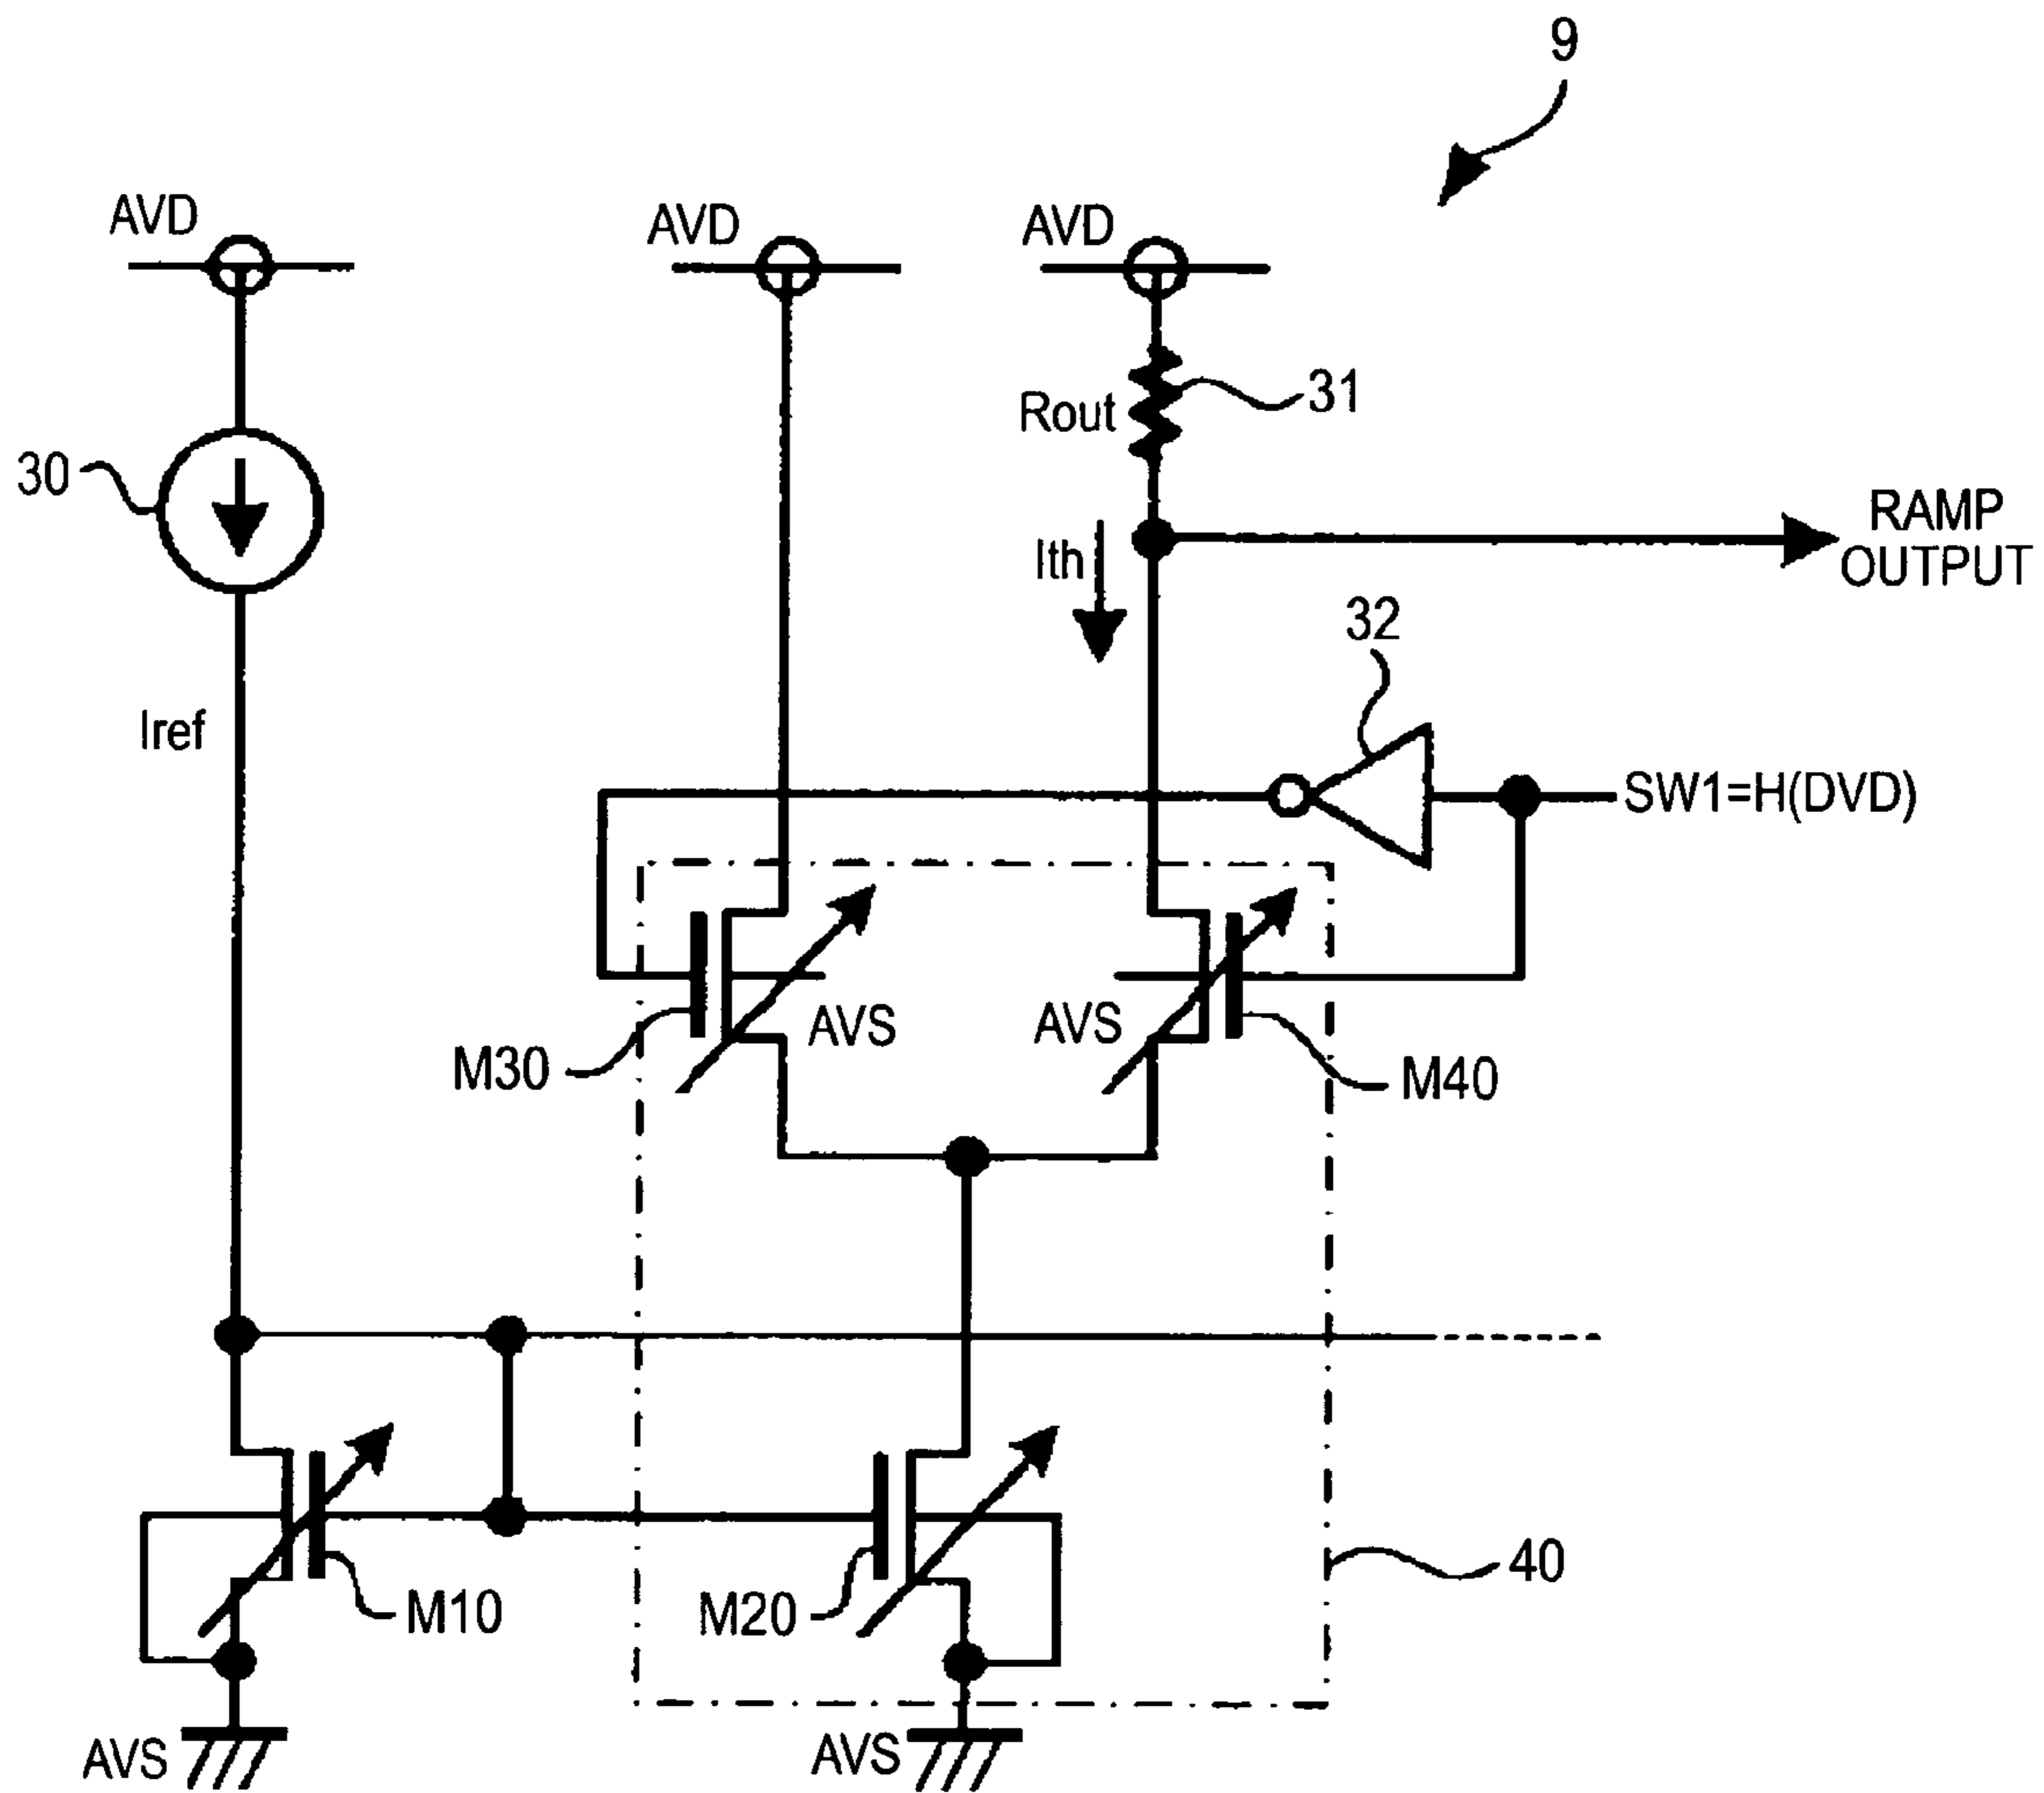 9
AVD
AVD
AVD
30
Rout
31
Ith
RAMP
OUTPUT
32
Iref
SW1=H(DVD)
AVS
AVS
M30
M40
M10
M20
40
AVS
AVS